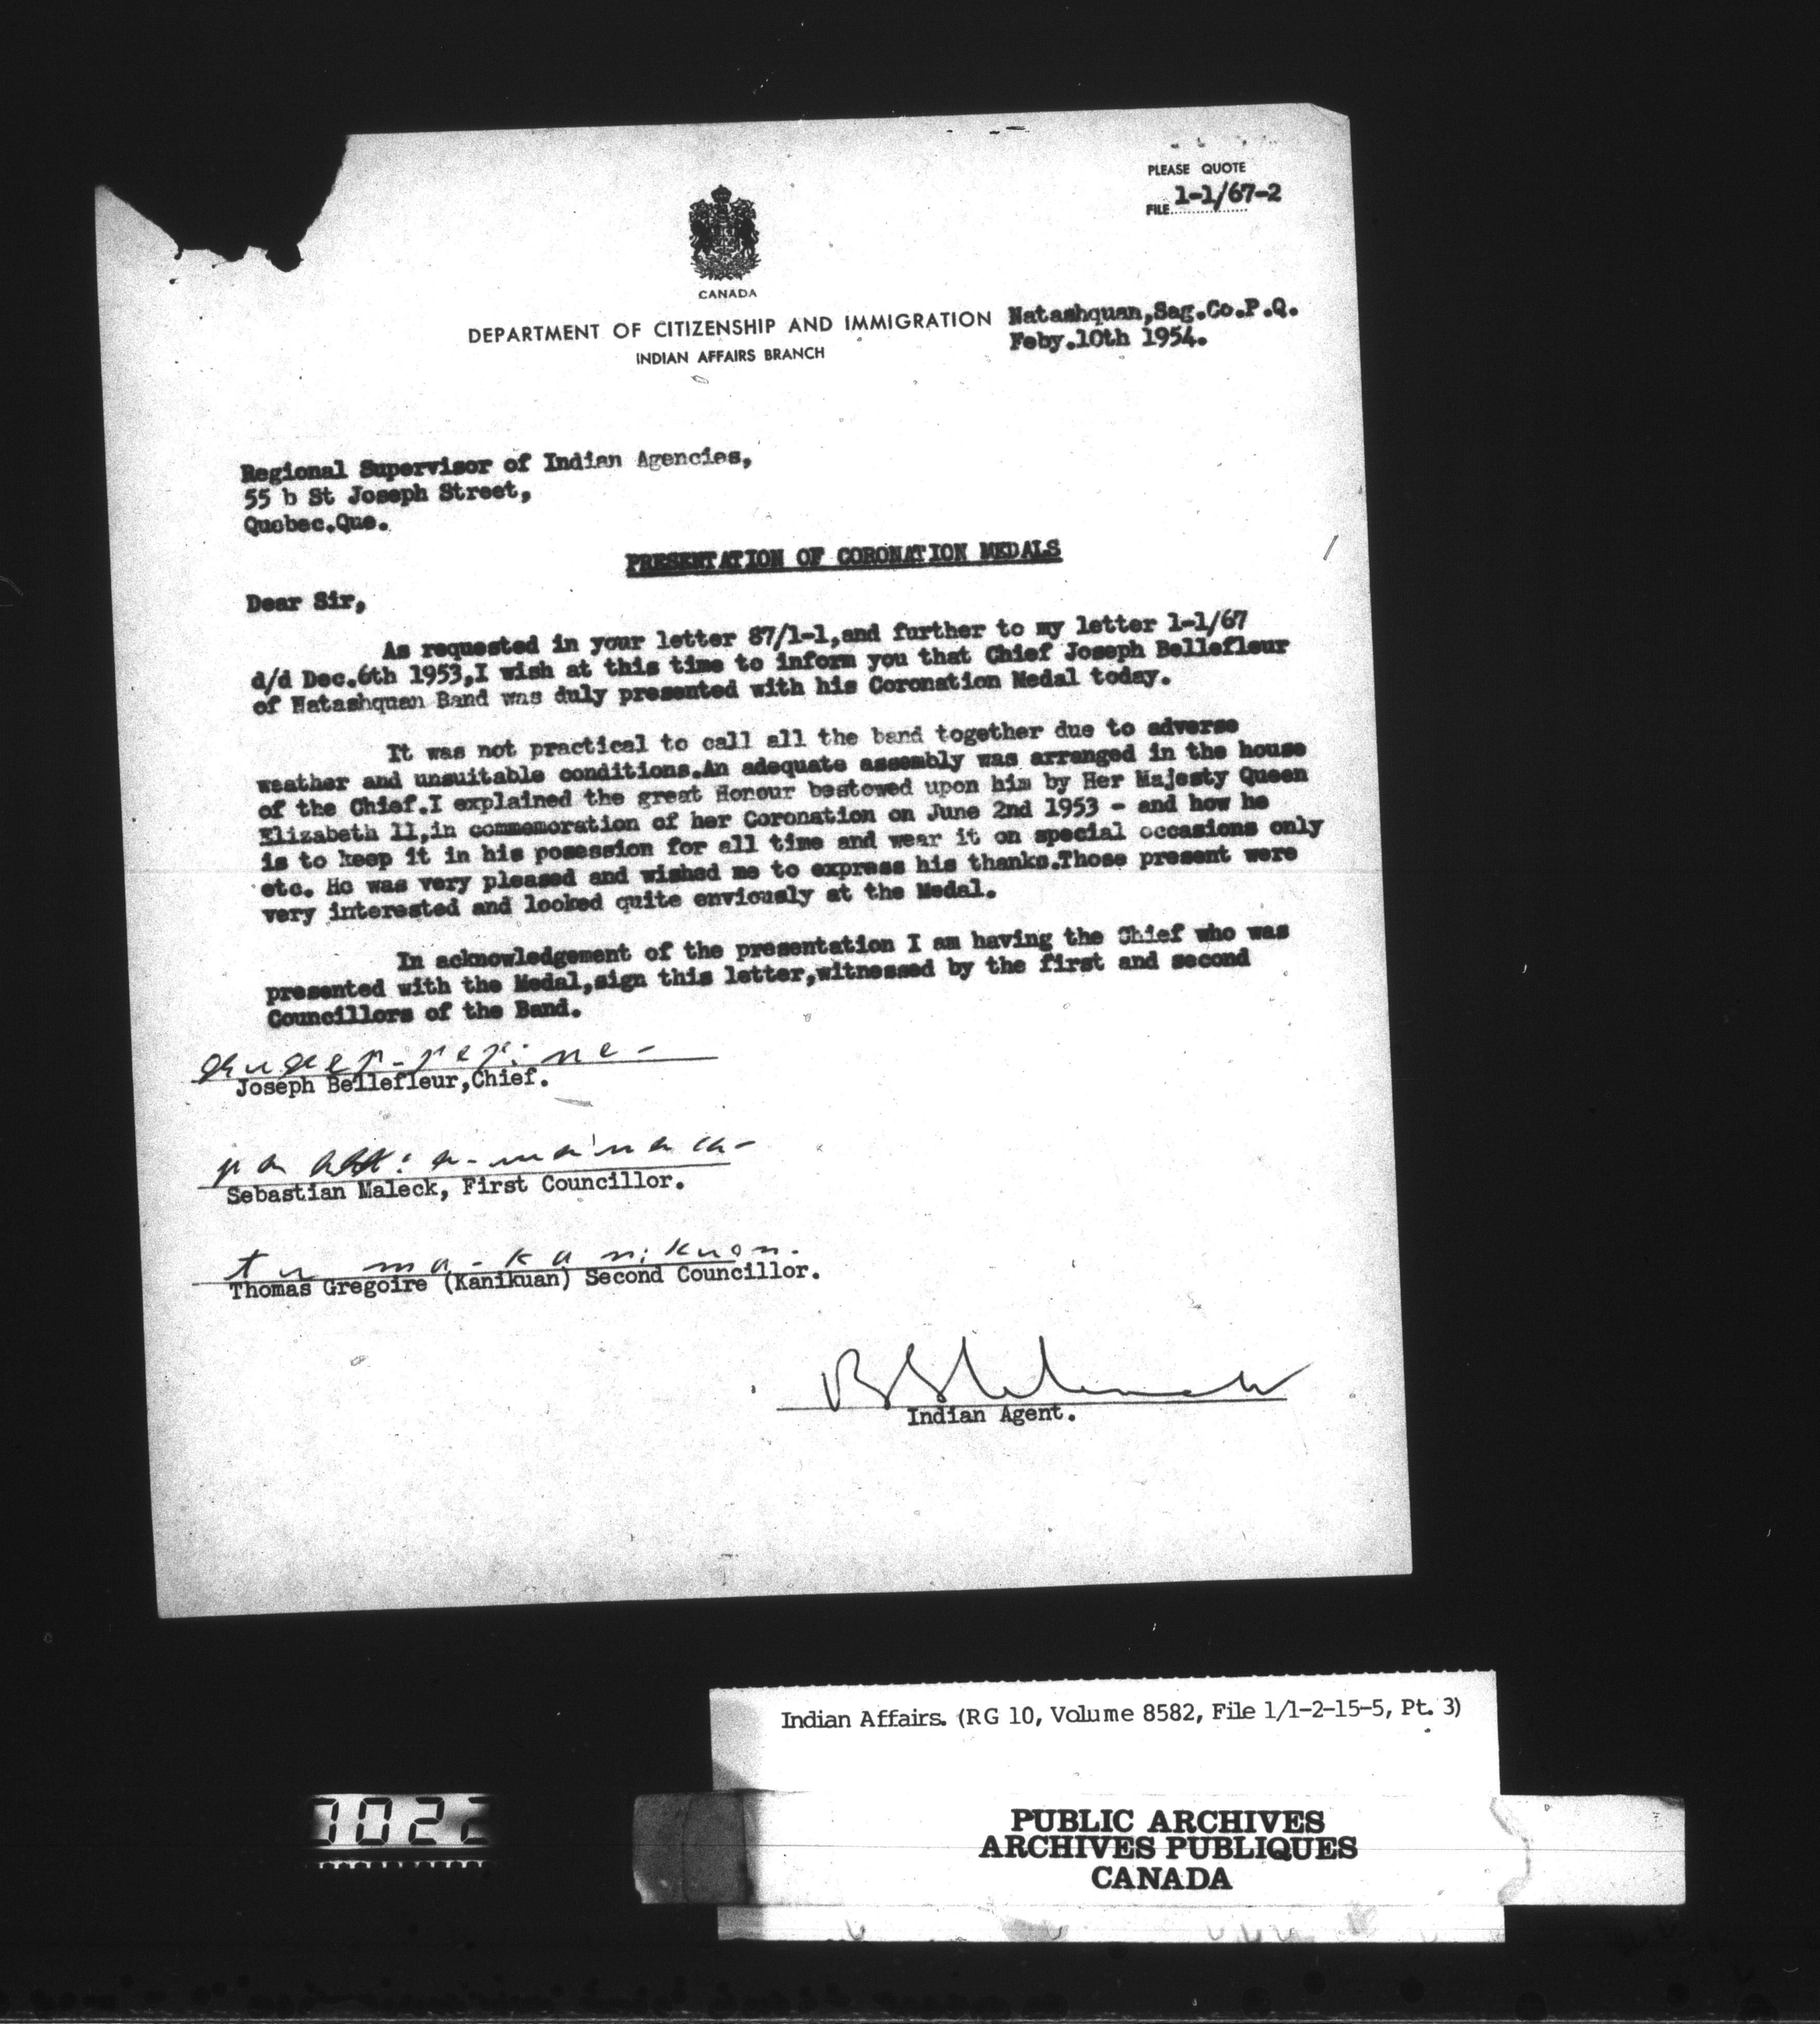 PLEASE QUOTE
FILE 1-1/67-2
CANADA
DEPARTMENT OF CITIZENSHIP AND IMMIGRATION
INDIAN AFFAIRS BRANCH
Natashquan,Sag.Co.P.Q.
Feby.10th 1954.
Regional Supervisor of Indian Agencies,
55 b St Joseph Street,
Quebec.Que.
PRESENTATION OF CORONATION MEDALS
Dear Sir,
As requested in your letter 87/1-1,and further to my letter 1-1/67
d/d Dec.6th 1953,I wish at this time to inform you that Chief Joseph Bellefleur
of Natashquan Band was duly presented with his Coronation Medal today.
It was not practical to call all the band together due to adverse
weather and unsuitable conditions.An adequate assembly was arranged in the house
of the Chief.I explained the great Honour bestowed upon him by Her Majesty Queen
Elizabeth II,in commemoration of her Coronation on June 2nd 1953 - and how he
is to keep it in his posession for all time and wear it on special occasions only
etc. He was very pleased and wished me to express his thanks.Those present were
very interested and looked quite enviously at the Medal.
In acknowledgement of the presentation I am having the Chief who was
presented with the Medal,sign this letter,witnessed by the first and second
Councillors of the Band.
Joseph Bellefleur,Chief.
Sebastian Maleck, First Councillor.
tu ma-kanikuan.
Thomas Gregoire (Kanikuan) Second Councillor.
Indian Agent.
Indian Affairs. (RG 10, Volume 8582, File 1/1-2-15-5, Pt. 3)
PUBLIC ARCHIVES
ARCHIVES PUBLIQUES
CANADA